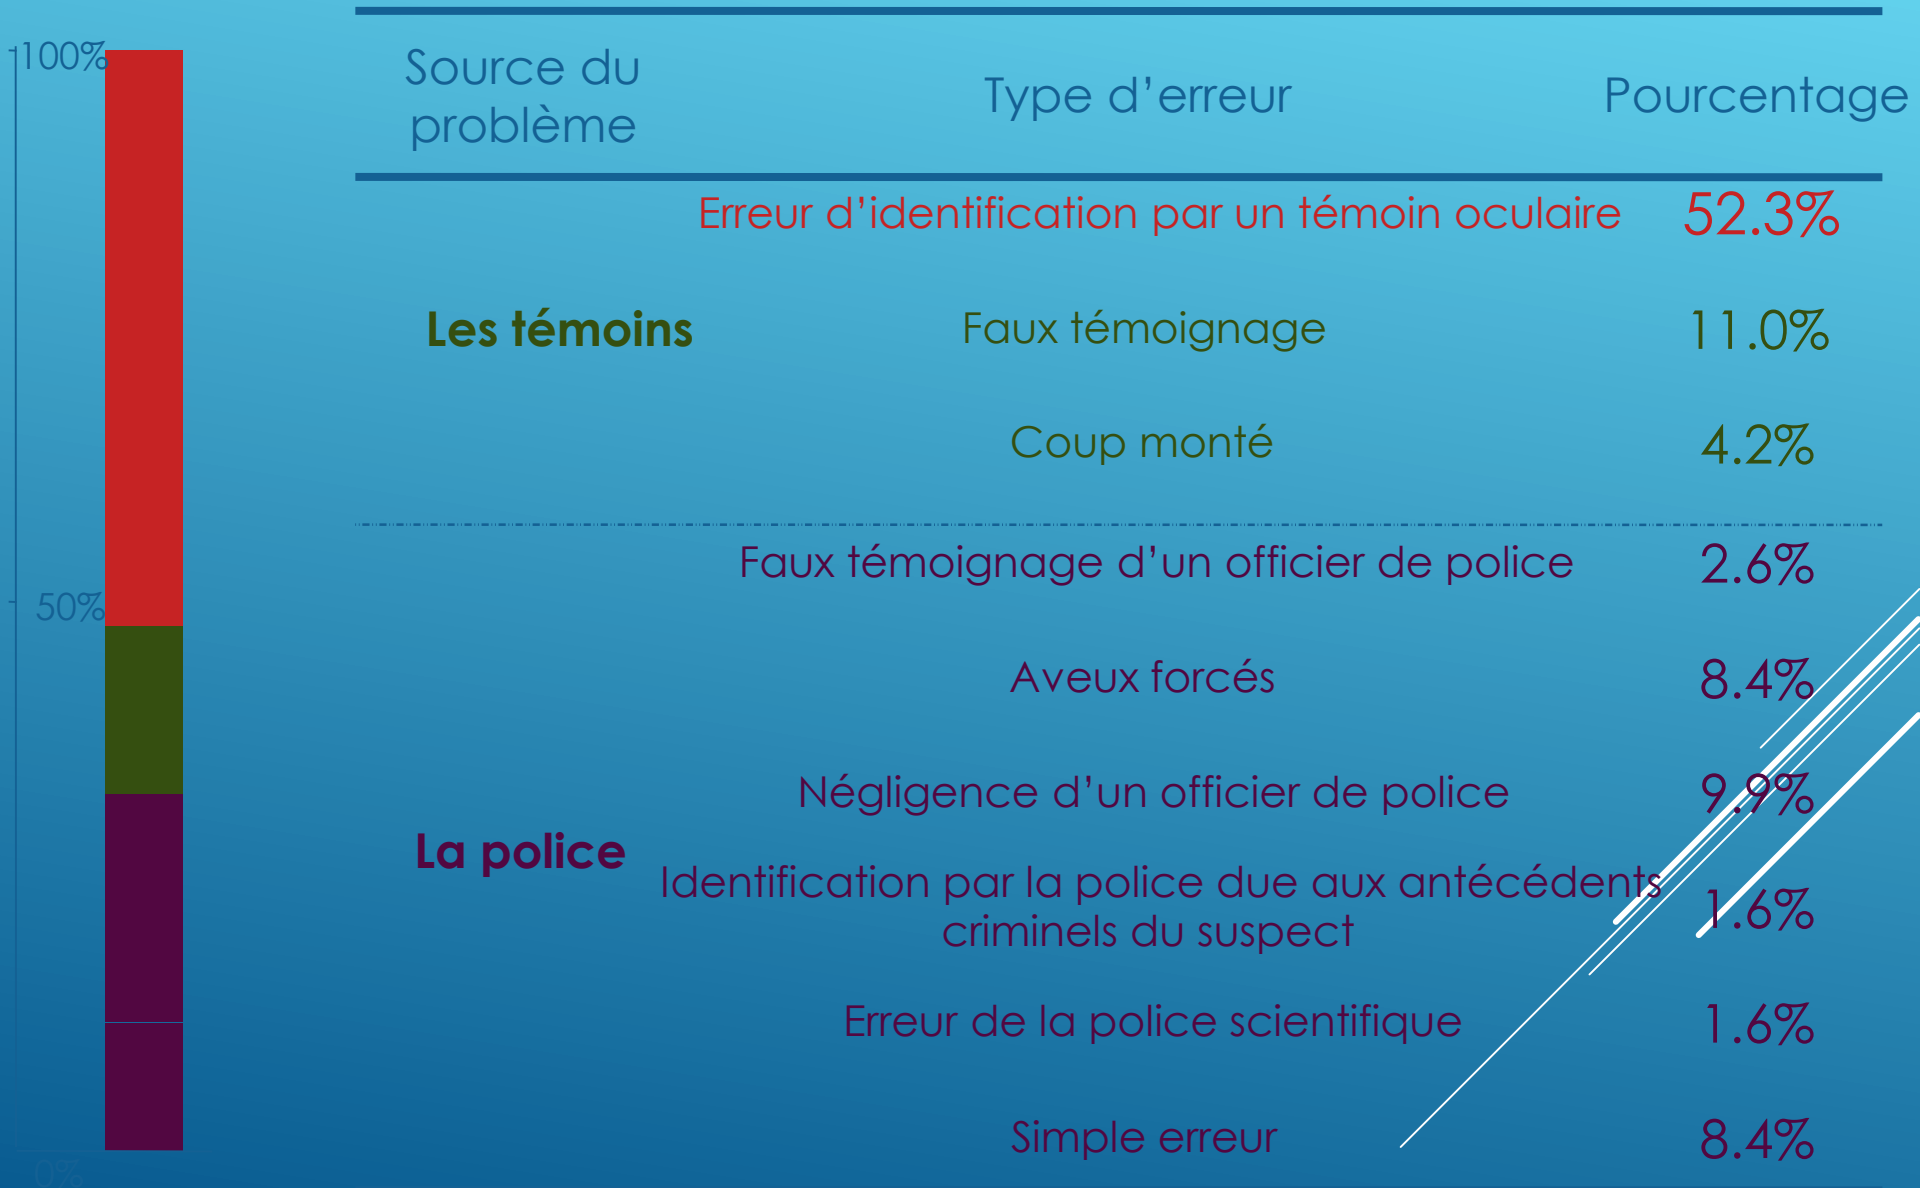 100%
50%
0%
Source du
problème
Type d’erreur
Pourcentage
Les témoins
Erreur d’identification par un témoin oculaire
52.3%
Faux témoignage
11.0%
Coup monté
4.2%
La police
Faux témoignage d’un officier de police
2.6%
Aveux forcés
8.4%
Négligence d’un officier de police
9.9%
Identification par la police due aux antécédents
criminels du suspect
1.6%
Erreur de la police scientifique
1.6%
Simple erreur
8.4%